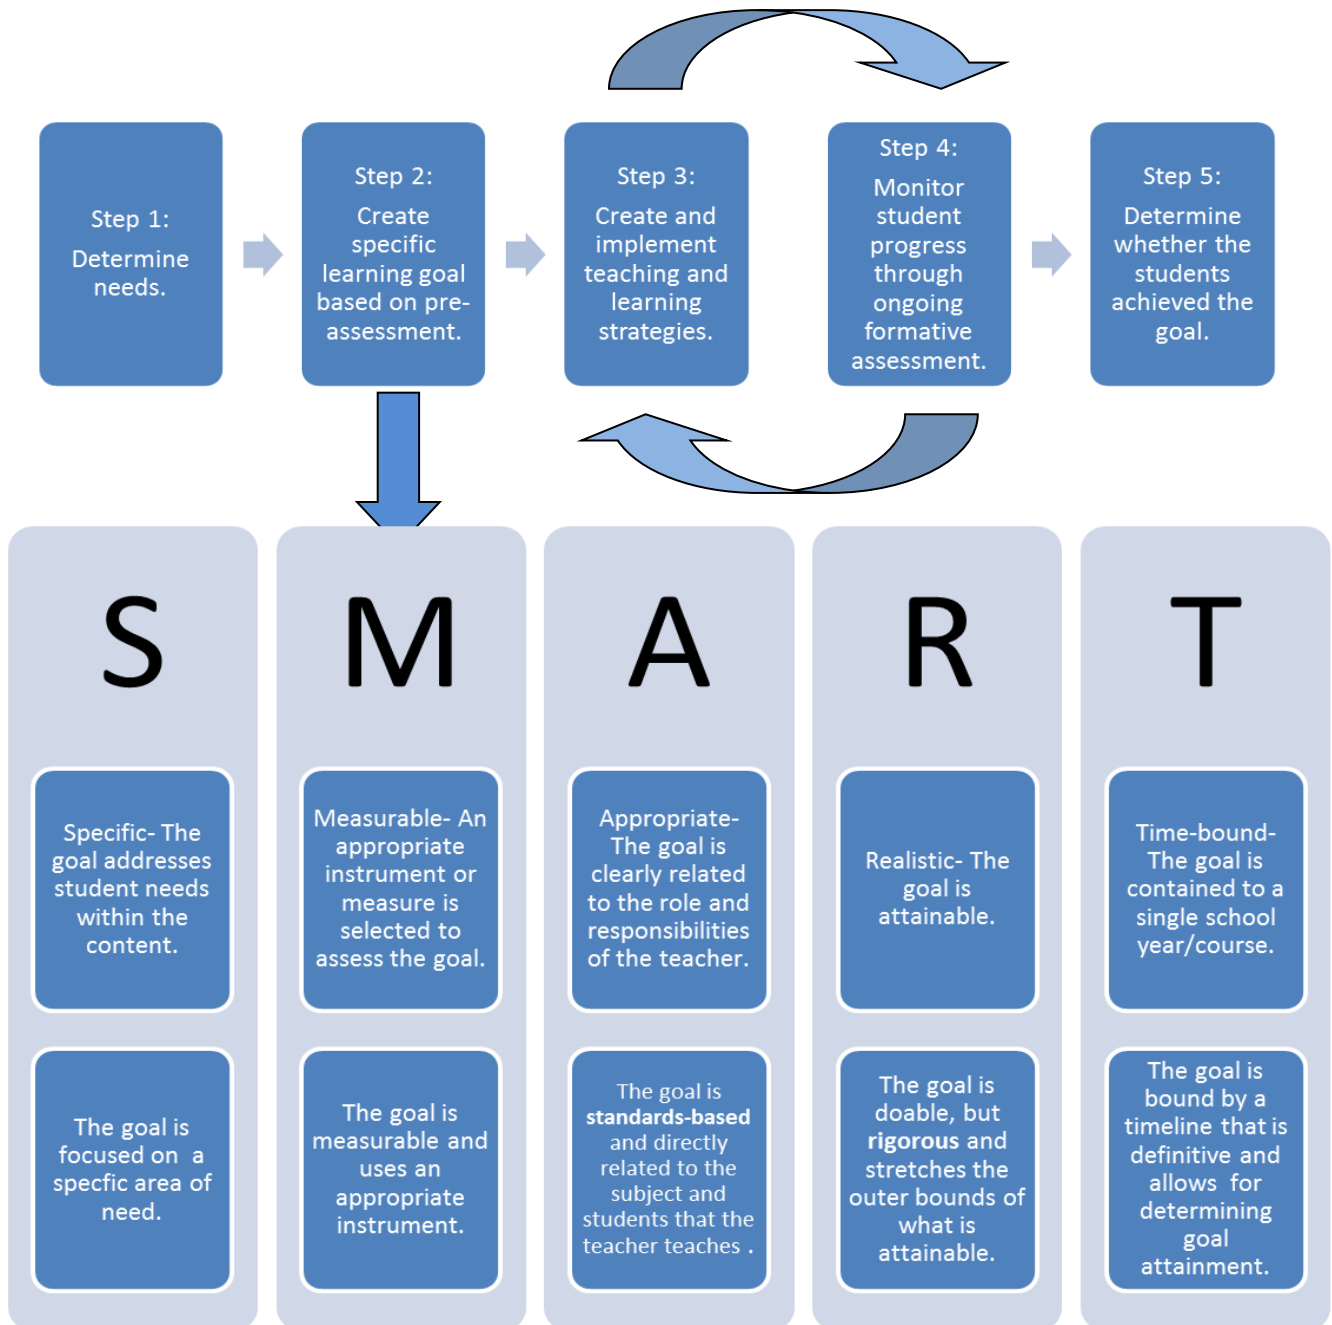 Step 1:
Determine
needs.
Step 2:
Create
specific
learning goal
based on pre-
assessment.
Step 3:
Create and
implement
teaching and
learning
strategies.
Step 4:
Monitor
student
progress
through
ongoing
formative
assessment.
Step 5:
Determine
whether the
students
achieved the
goal.
S
M
A
R
T
Specific- The
goal addresses
student needs
within the
content.
Measurable- An
appropriate
instrument or
measure is
selected to
assess the goal.
Appropriate-
The goal is
clearly related
to the role and
responsibilities
of the teacher.
Realistic- The
goal is
attainable.
Time-bound-
The goal is
contained to a
single school
year/course.
The goal is
focused on  a
specfic area of
need.
The goal is
measurable and
uses an
appropriate
instrument.
The goal is
standards-based
and directly
related to the
subject and
students that the
teacher teaches .
The goal is
doable, but
rigorous and
stretches the
outer bounds of
what is
attainable.
The goal is
bound by a
timeline that is
definitive and
allows  for
determining
goal
attainment.